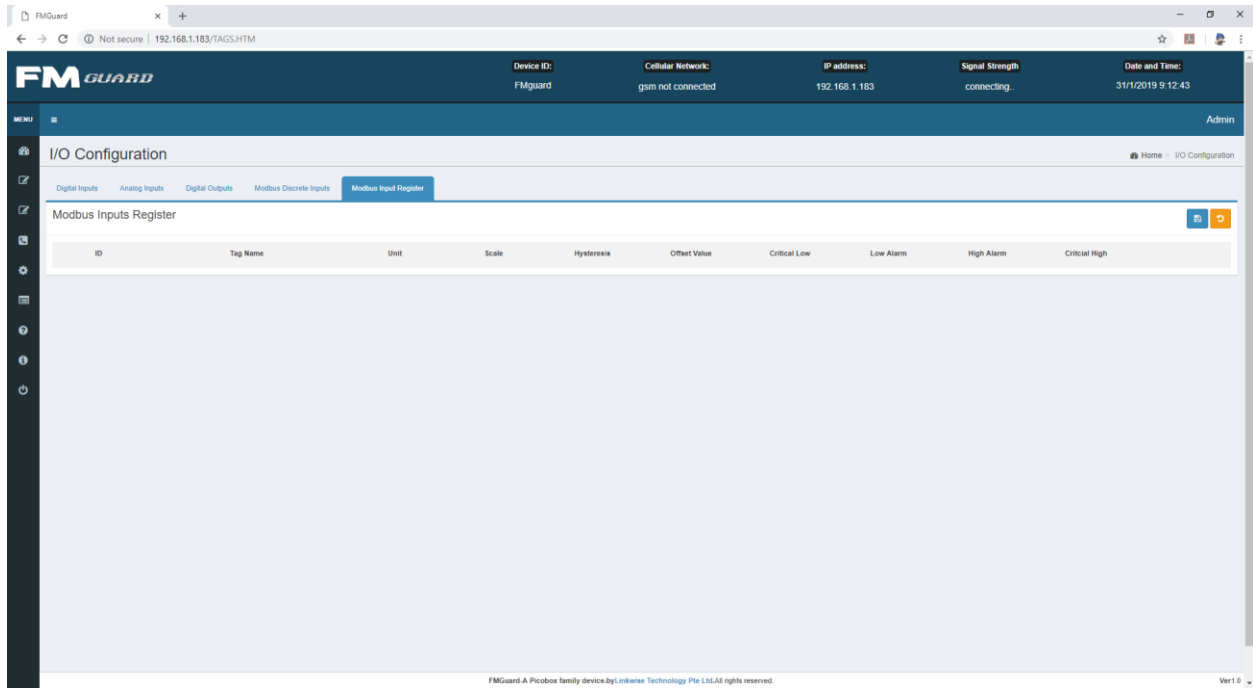 FMGuard
Not secure | 192.168.1.183/TAGS.HTM
FM GUARD
Device ID: Cellular Network: IP address: Signal Strength Date and Time:
FMguard gsm not connected 192.168.1.183 connecting.. 31/1/2019 9:12:43
MENU Admin
I/O Configuration Home I/O Configuration
Digital Inputs Analog Inputs Digital Outputs Modbus Discrete Inputs Modbus Input Register
Modbus Inputs Register
ID Tag Name Unit Scale Hysteresis Offset Value Critical Low Low Alarm High Alarm Critcial High
FMGuard-A Picobox family device.byLinkwise Technology Pte Ltd.All rights reserved. Ver1.0